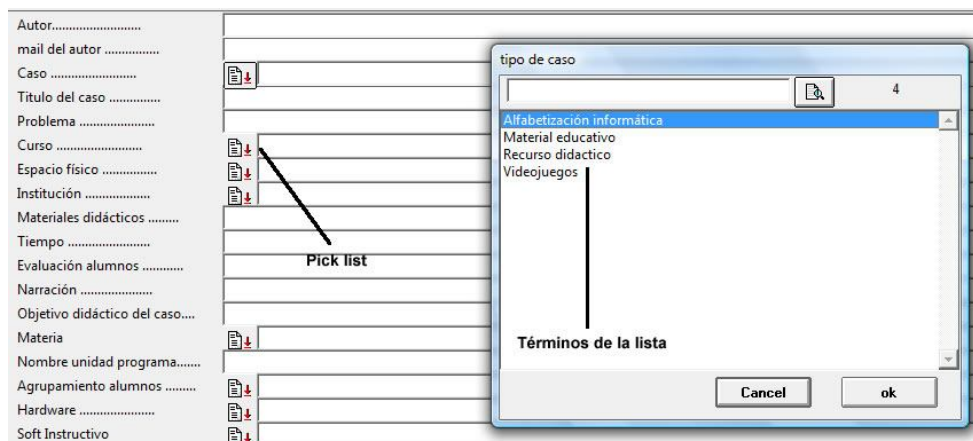 Autor..........................
mail del autor ................
Caso .........................
Titulo del caso ...............
Problema ......................
Curso .........................
Espacio físico ................
Institución ...................
Materiales didácticos .........
Tiempo ........................
Evaluación alumnos ............
Narración .....................
Objetivo didáctico del caso....
Materia
Nombre unidad programa.......
Agrupamiento alumnos .........
Hardware ......................
Soft Instructivo
Pick list
tipo de caso
4
Alfabetización informática
Material educativo
Recurso didactico
Videojuegos
Términos de la lista
Cancel
ok